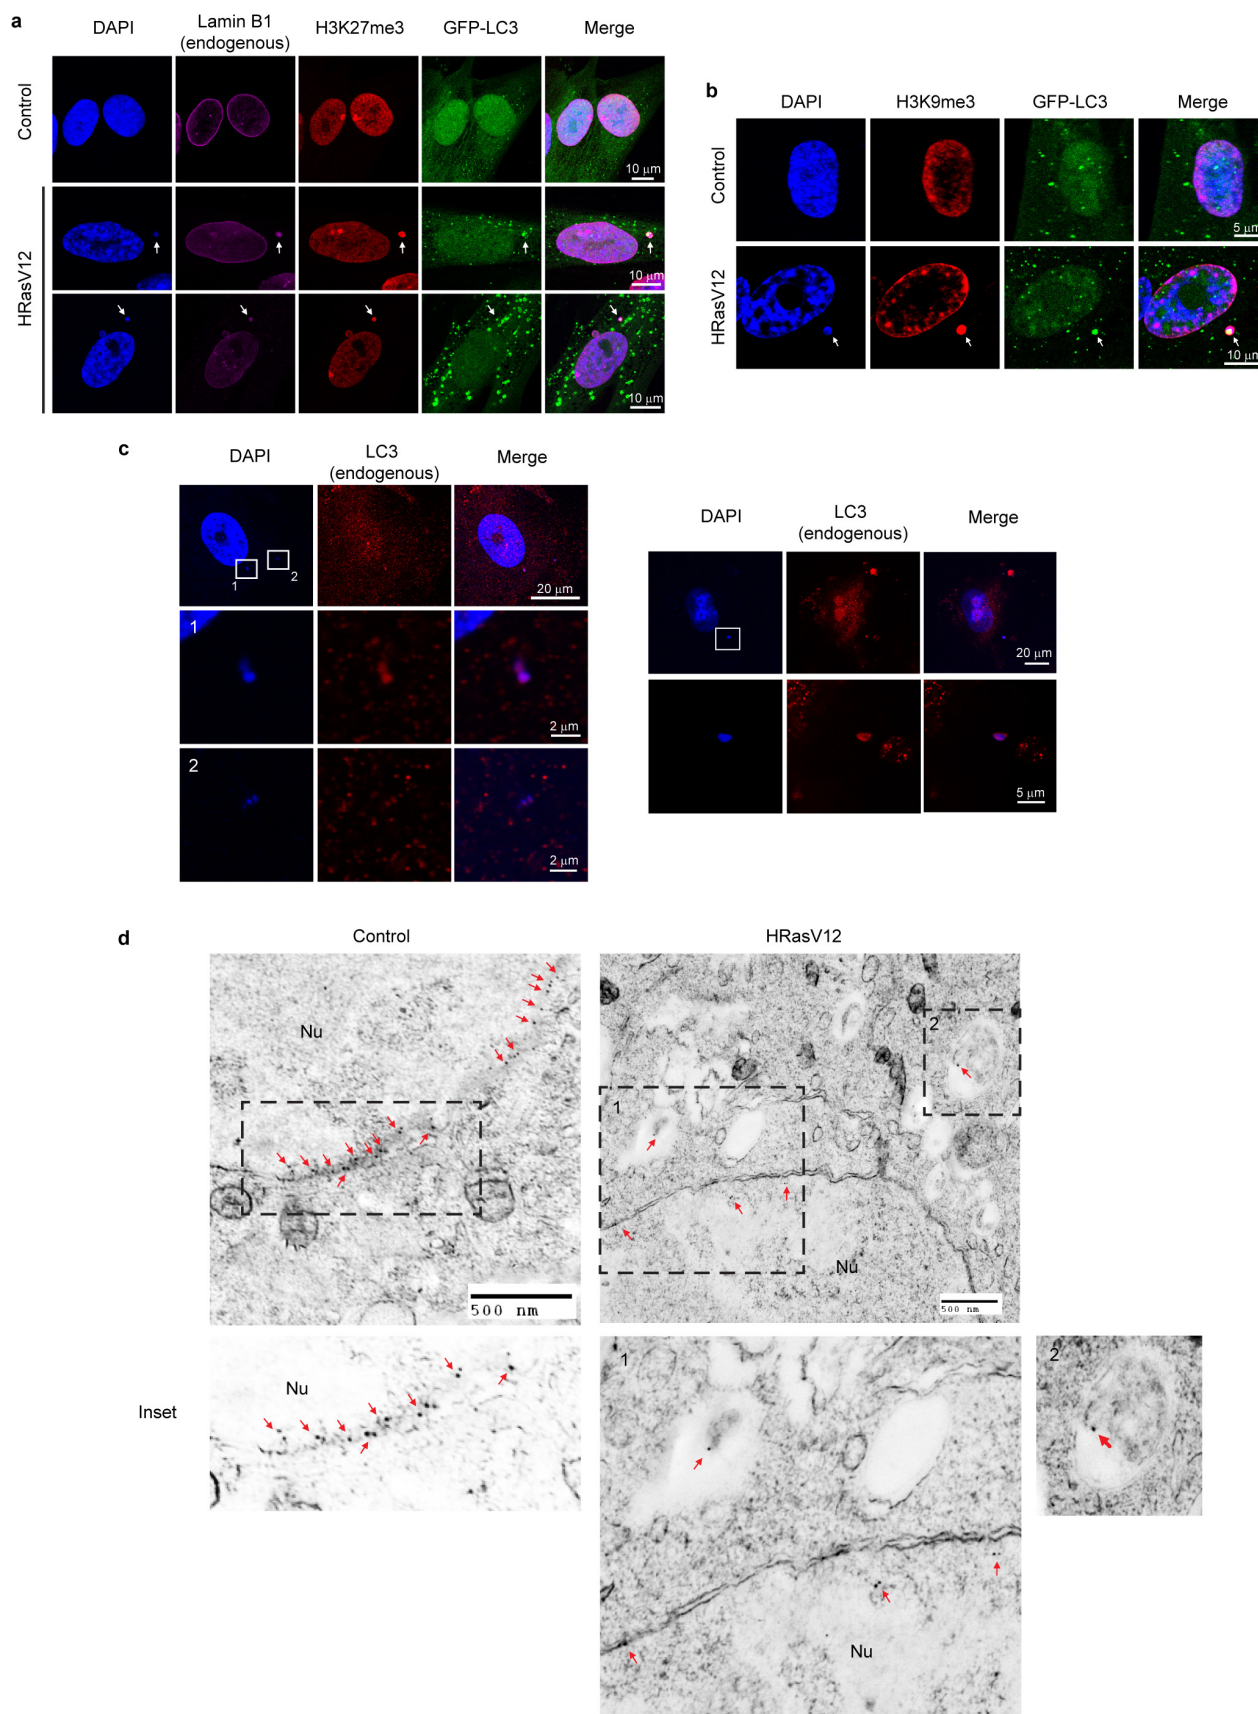 a
DAPI
Lamin B1
(endogenous)
H3K27me3
GFP-LC3
Merge
Control
10 μm
HRasV12
10 μm
10 μm
b
DAPI
H3K9me3
GFP-LC3
Merge
Control
5 μm
HRasV12
10 μm
c
DAPI
LC3
(endogenous)
Merge
1
2
20 μm
1
2 μm
2
2 μm
DAPI
LC3
(endogenous)
Merge
20 μm
5 μm
d
Control
HRasV12
Nu
500 nm
1
2
Nu
500 nm
Inset
Nu
1
Nu
2